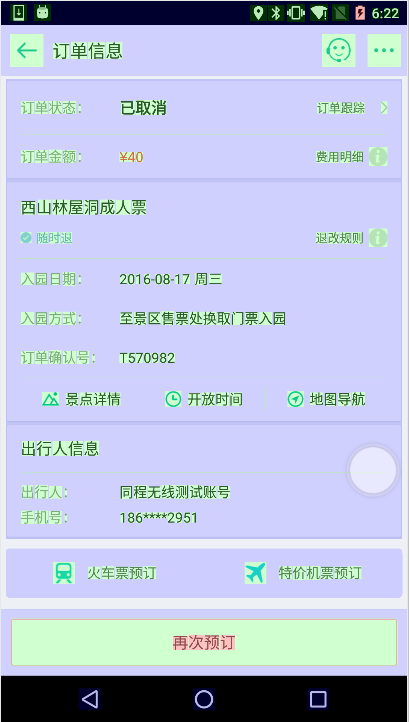 6:22
订单信息
订单状态： 已取消 订单跟踪
订单金额： ¥40 费用明细
西山林屋洞成人票
随时退 退改规则
入园日期： 2016-08-17 周三
入园方式： 至景区售票处换取门票入园
订单确认号： T570982
景点详情 开放时间 地图导航
出行人信息
出行人： 同程无线测试账号
手机号： 186****2951
火车票预订 特价机票预订
再次预订